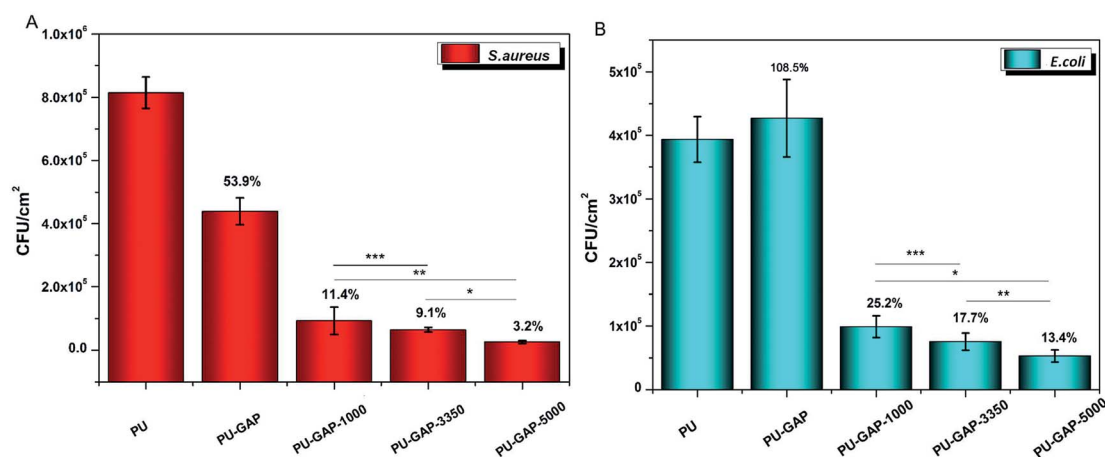 A
S.aureus
CFU/cm²
1.0x10⁶
8.0x10⁵
6.0x10⁵
4.0x10⁵
2.0x10⁵
0.0
53.9%
11.4%
9.1%
3.2%
***
**
*
PU
PU-GAP
PU-GAP-1000
PU-GAP-3350
PU-GAP-5000
B
E.coli
CFU/cm²
5x10⁵
4x10⁵
3x10⁵
2x10⁵
1x10⁵
0
108.5%
25.2%
17.7%
13.4%
***
*
**
PU
PU-GAP
PU-GAP-1000
PU-GAP-3350
PU-GAP-5000